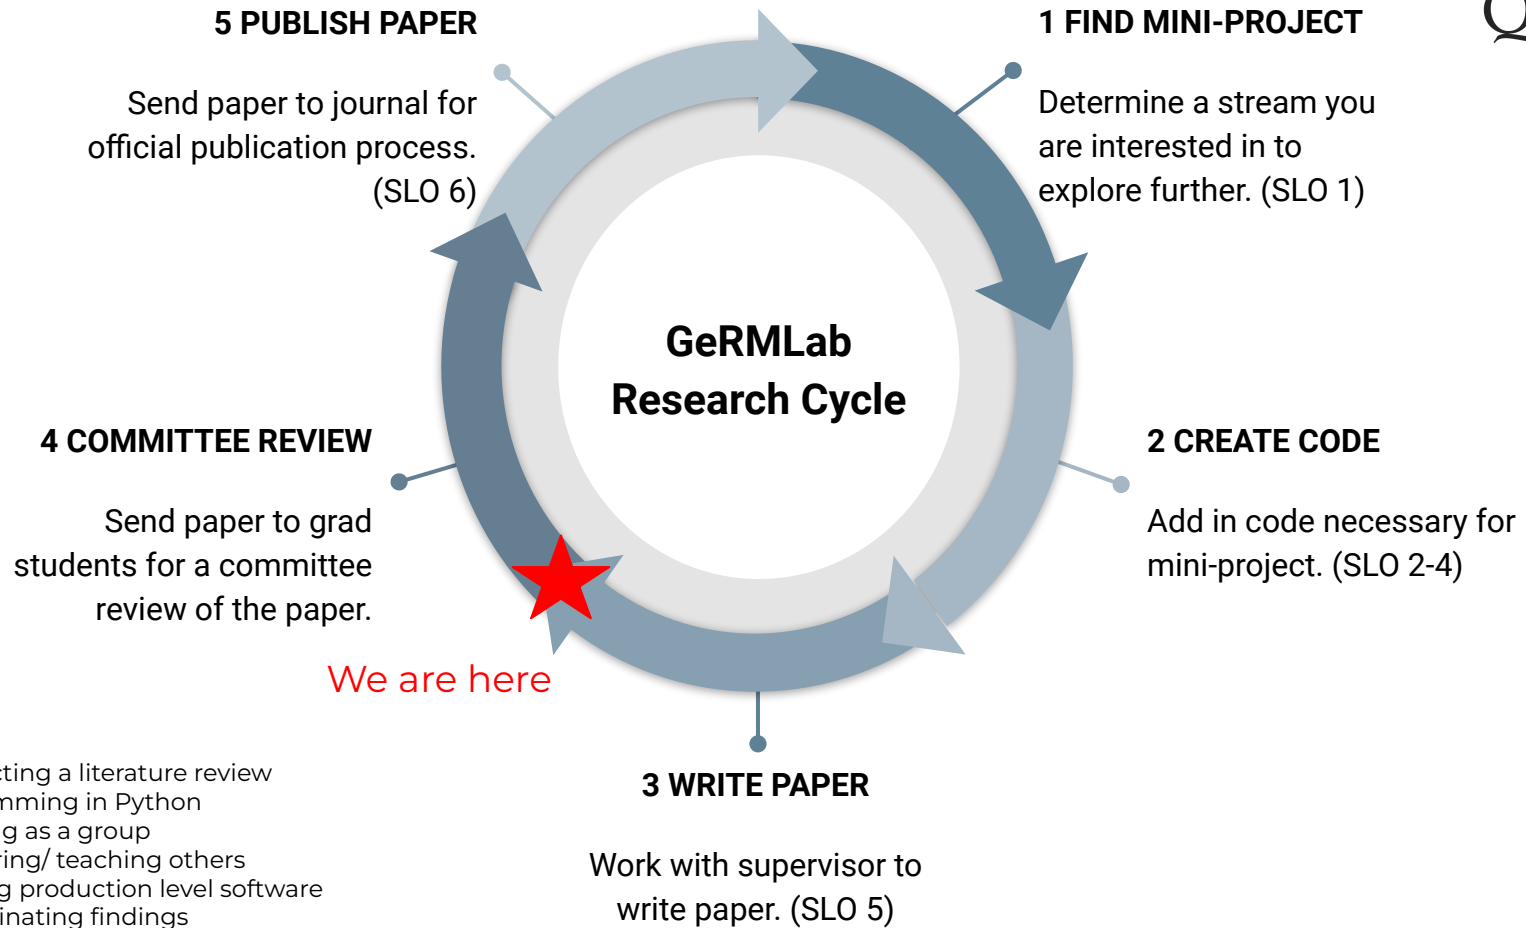 5 PUBLISH PAPER
Send paper to journal for
official publication process.
(SLO 6)
1 FIND MINI-PROJECT
Determine a stream you
are interested in to
explore further. (SLO 1)
GeRMLab
Research Cycle
4 COMMITTEE REVIEW
Send paper to grad
students for a committee
review of the paper.
2 CREATE CODE
Add in code necessary for
mini-project. (SLO 2-4)
We are here
3 WRITE PAPER
Work with supervisor to
write paper. (SLO 5)
a literature review
in Python
as a group
teaching others
production level software
findings